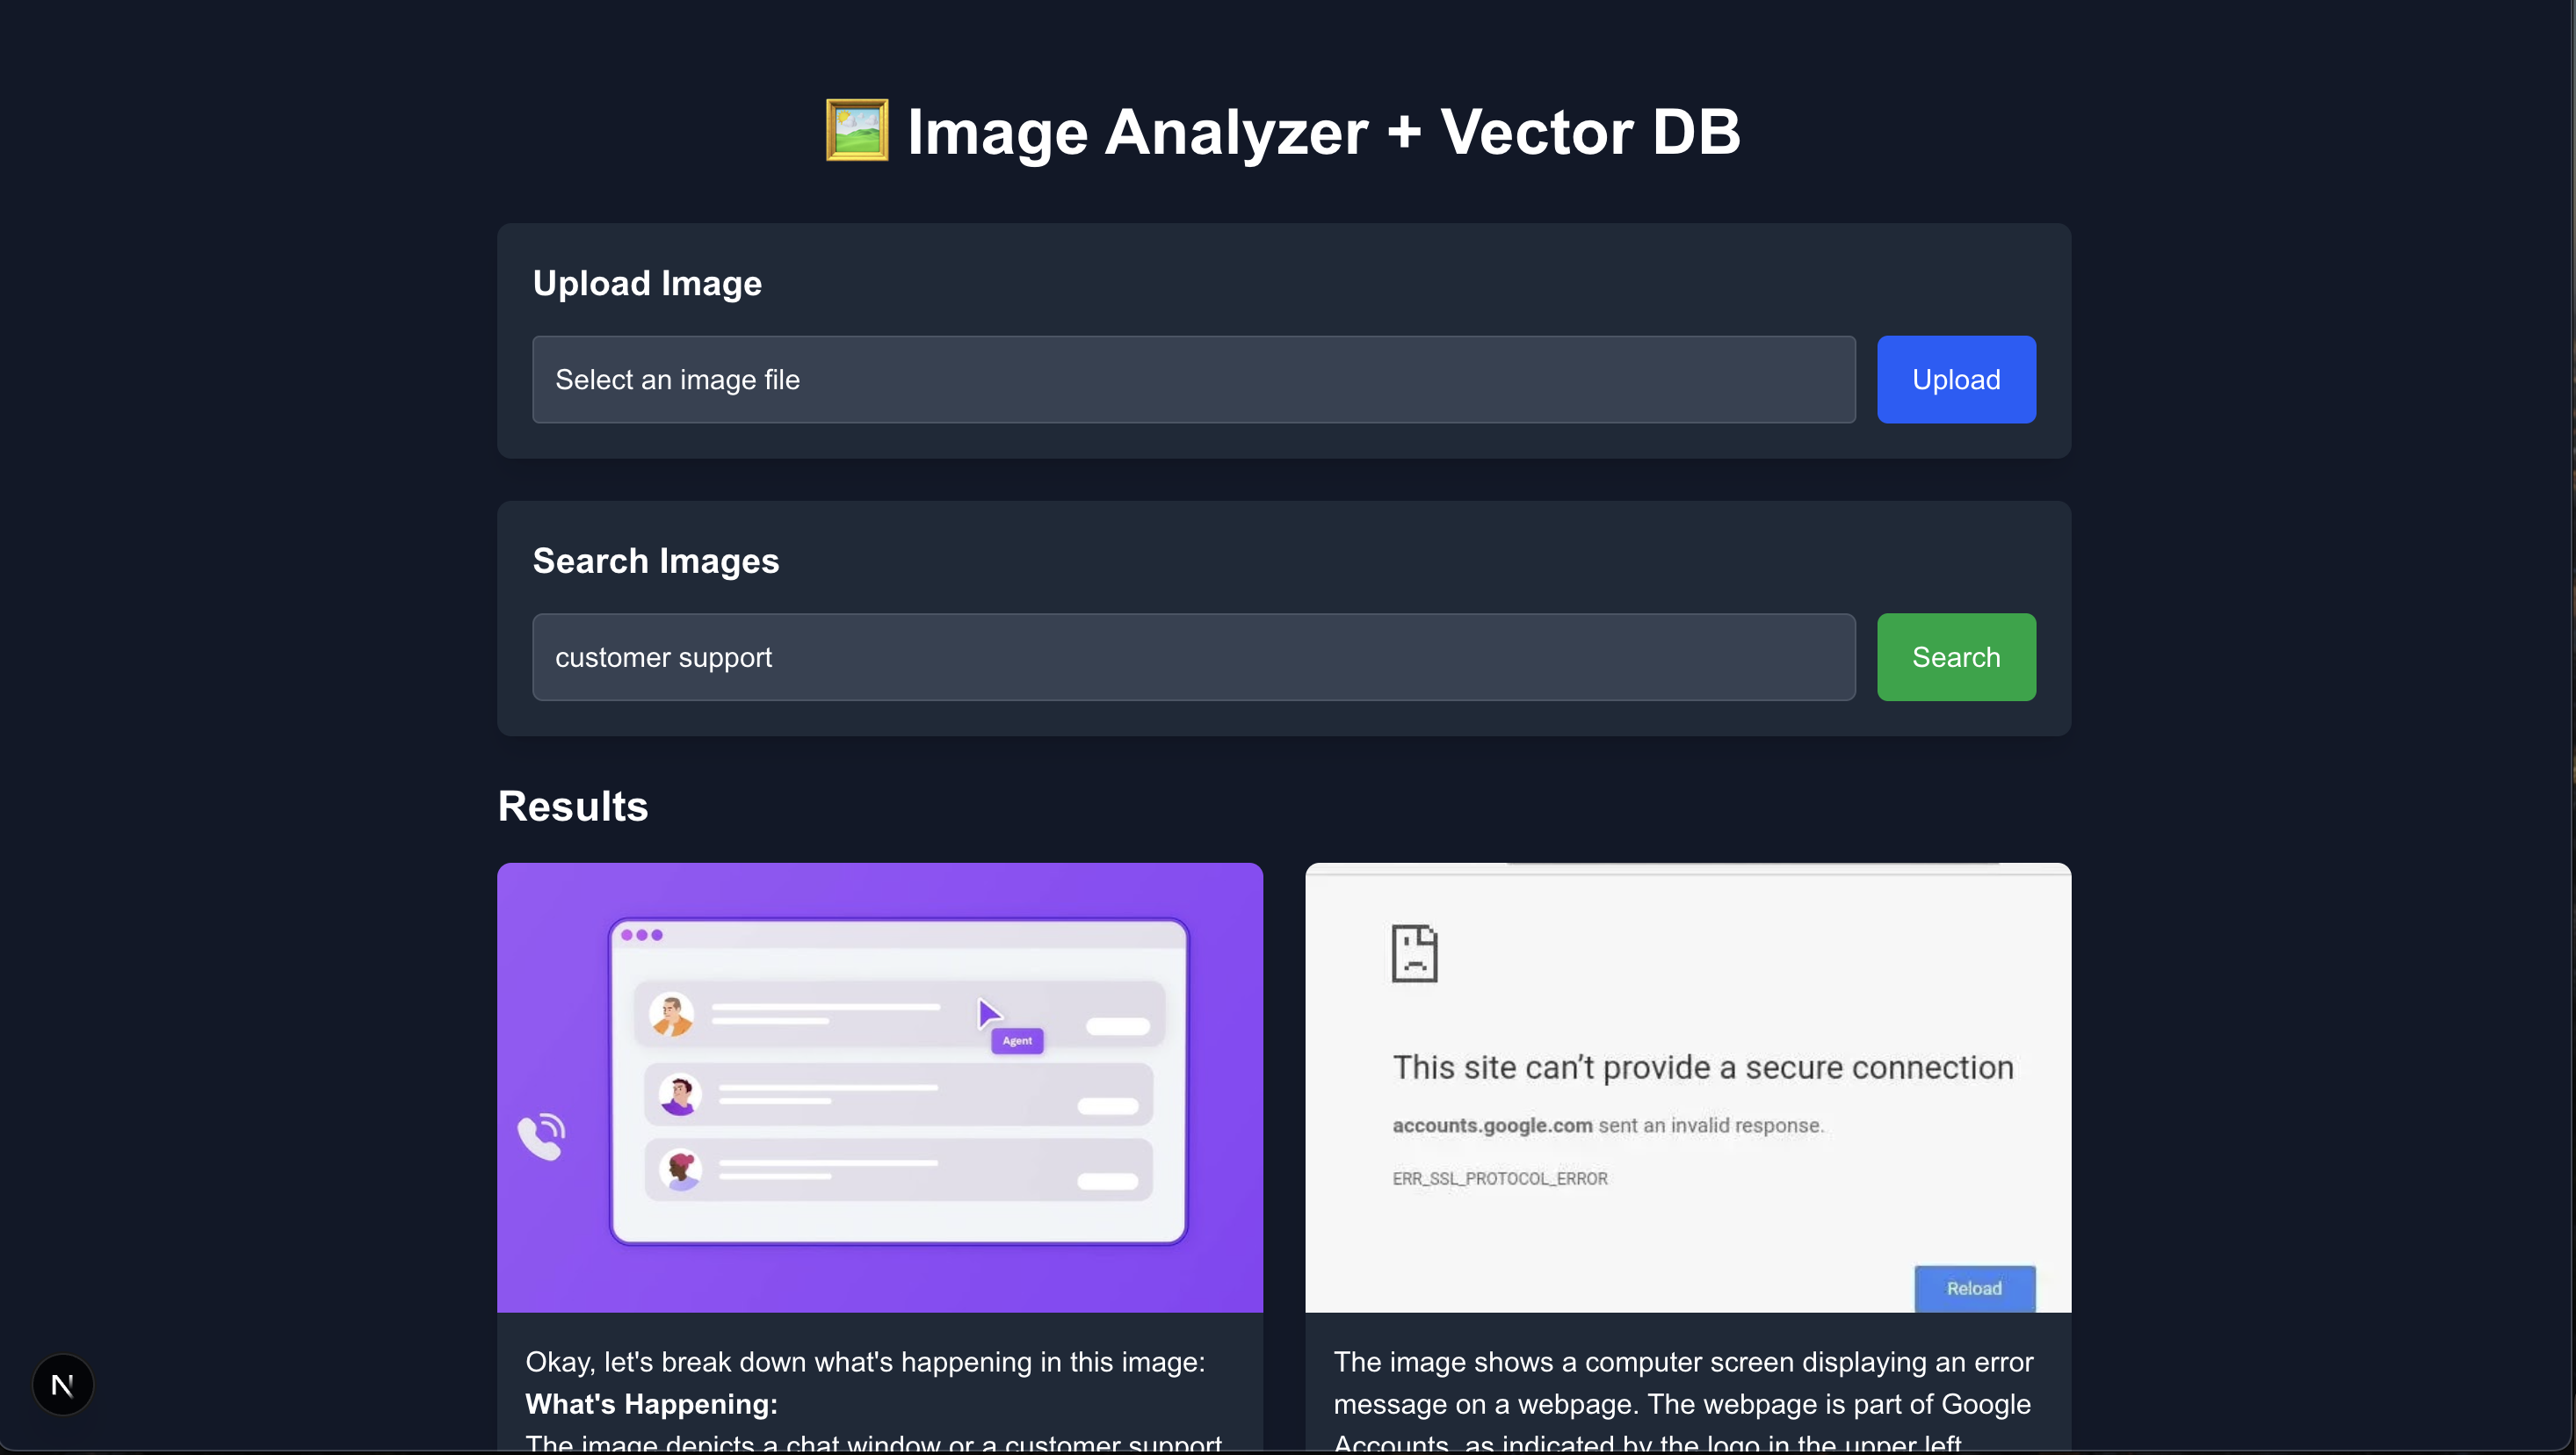 Image Analyzer + Vector DB
Upload Image
Select an image file
Upload
Search Images
customer support
Search
Results
Agent
This site can’t provide a secure connection
accounts.google.com sent an invalid response.
ERR_SSL_PROTOCOL_ERROR
Reload
Okay, let's break down what's happening in this image:
What's Happening:
The image depicts a chat window or a customer support
The image shows a computer screen displaying an error
message on a webpage. The webpage is part of Google
Accounts, as indicated by the logo in the upper left
N